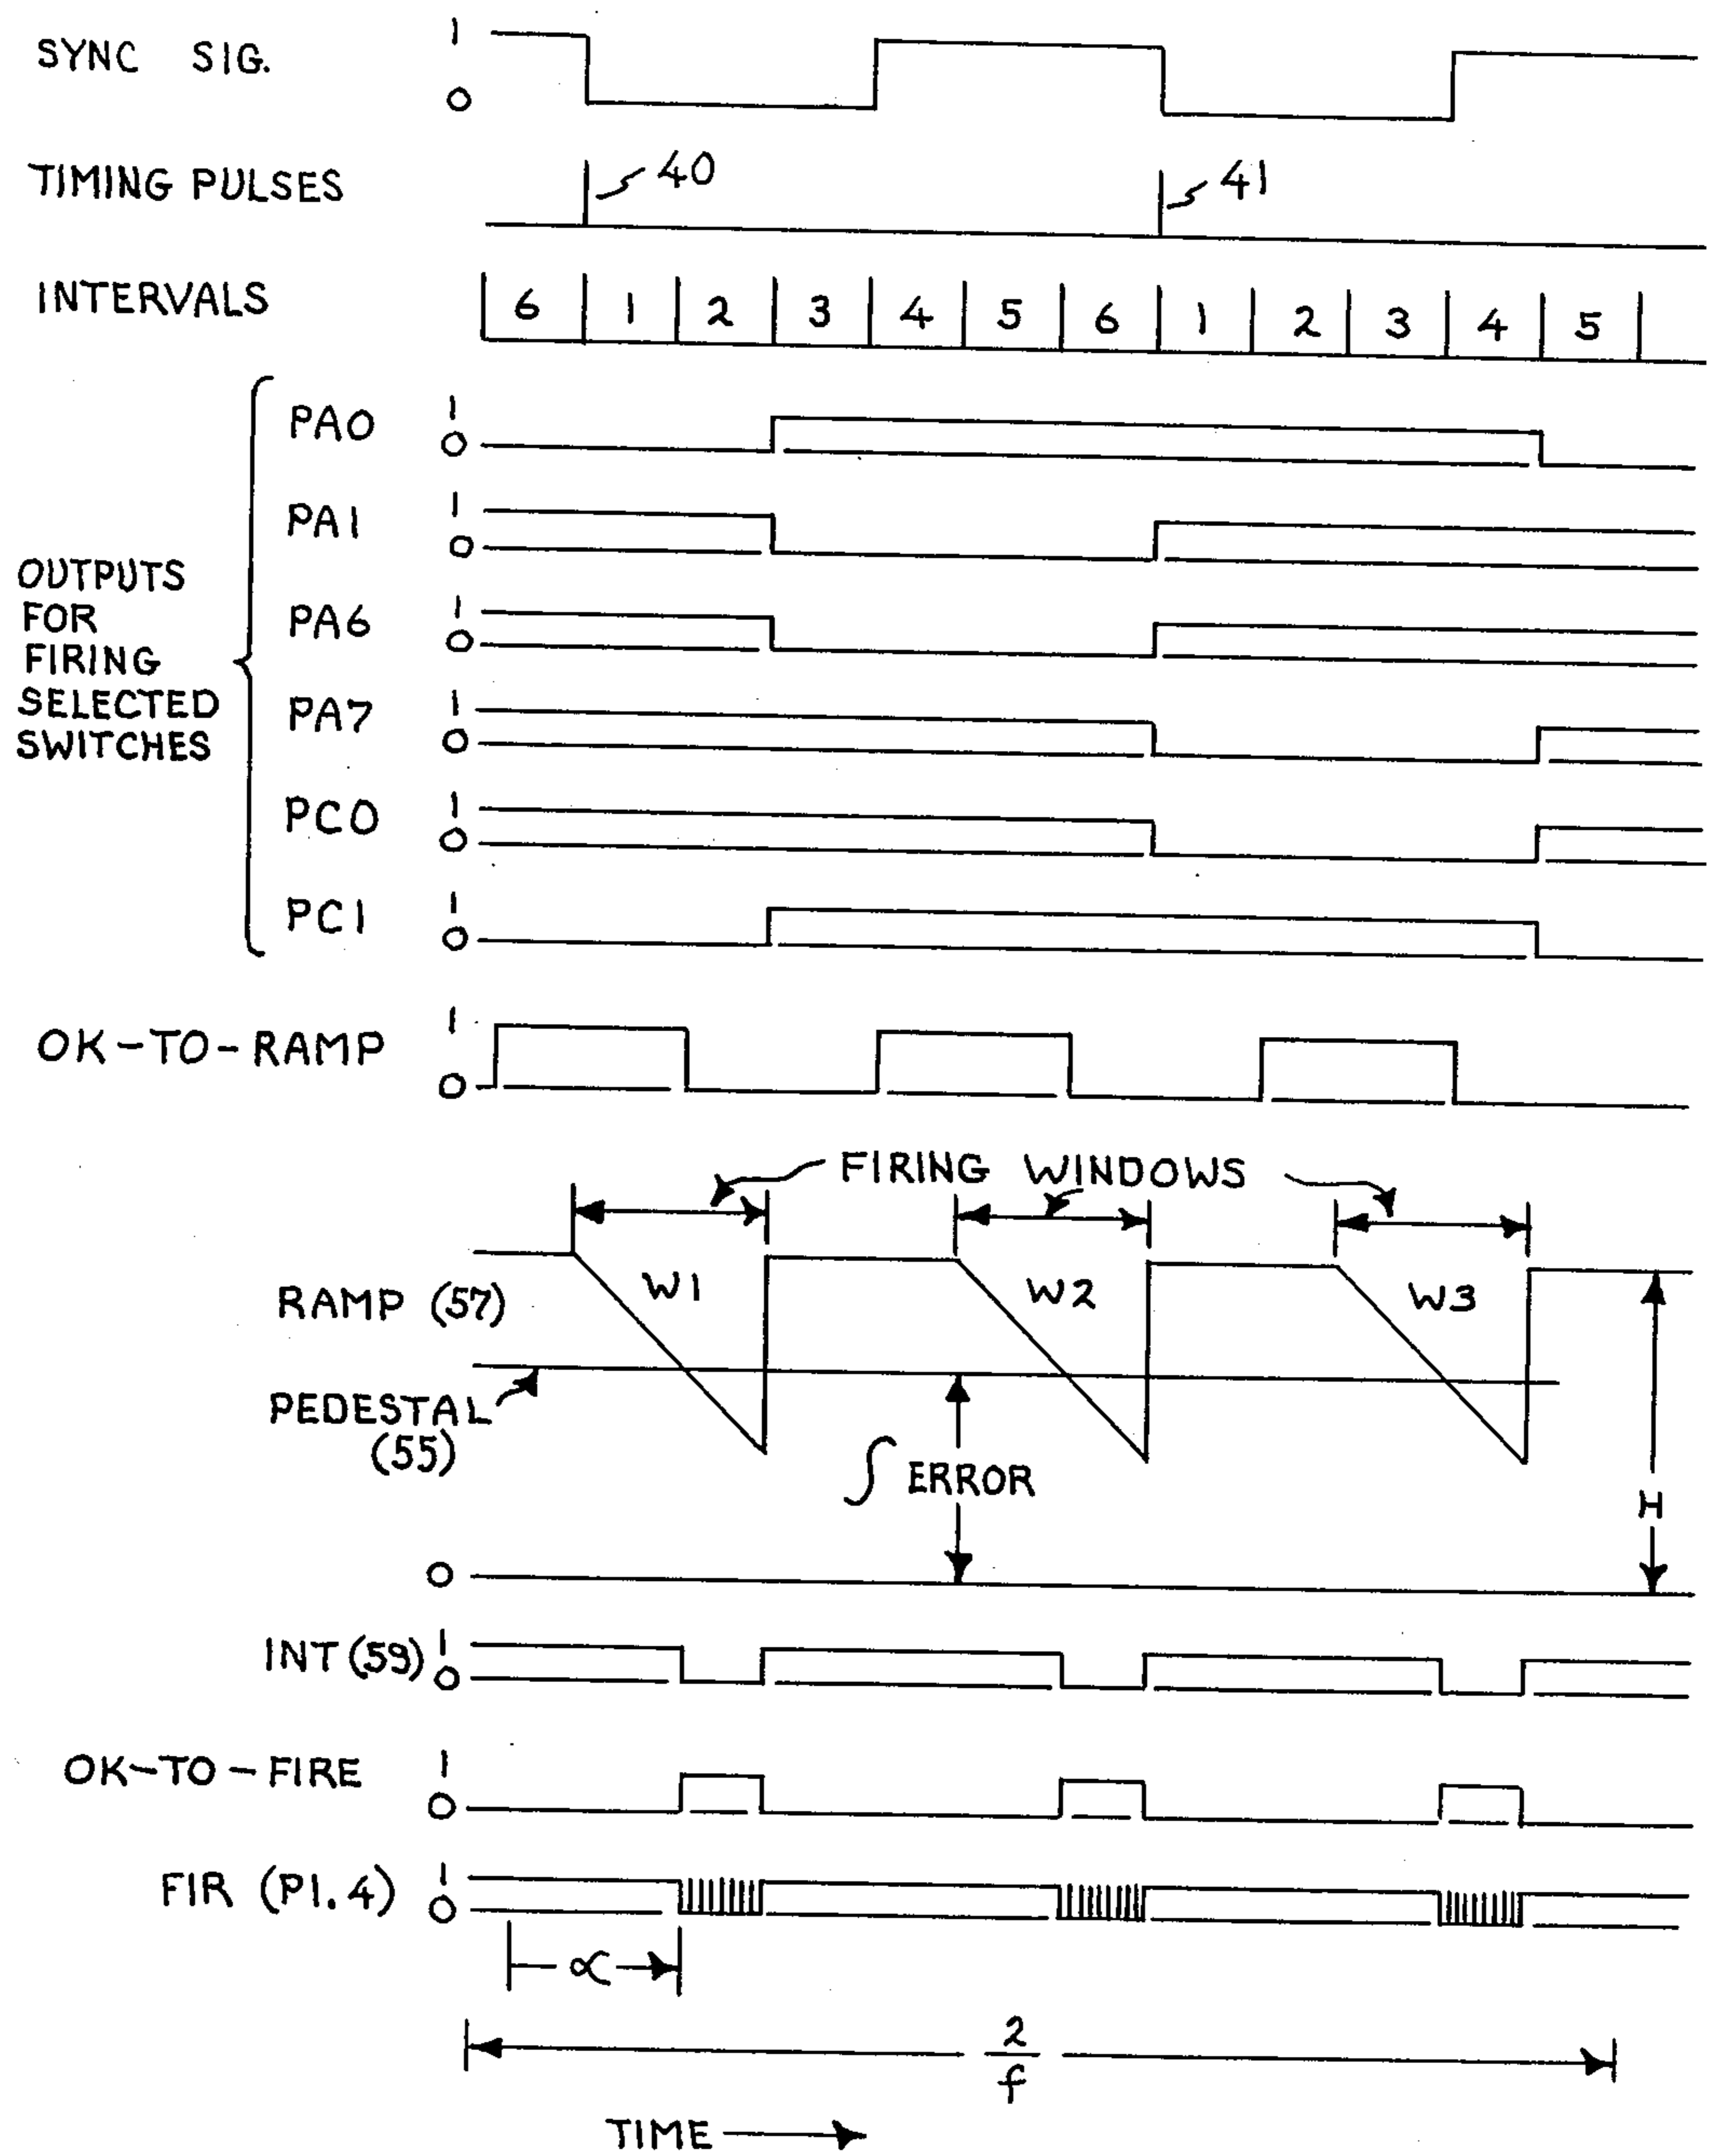 SYNC SIG. 1
0
TIMING PULSES 40 41
INTERVALS 6 1 2 3 4 5 6 1 2 3 4 5
OUTPUTS
FOR
FIRING
SELECTED
SWITCHES
PA0 1
0
PA1 1
0
PA6 1
0
PA7 1
0
PC0 1
0
PC1 1
0
OK-TO-RAMP 1
0
FIRING WINDOWS
RAMP (57) W1 W2 W3
PEDESTAL
(55)
∫ ERROR
H
0
INT (59) 1
0
OK-TO-FIRE 1
0
FIR (P1.4) 1
0
∝
2
f
TIME